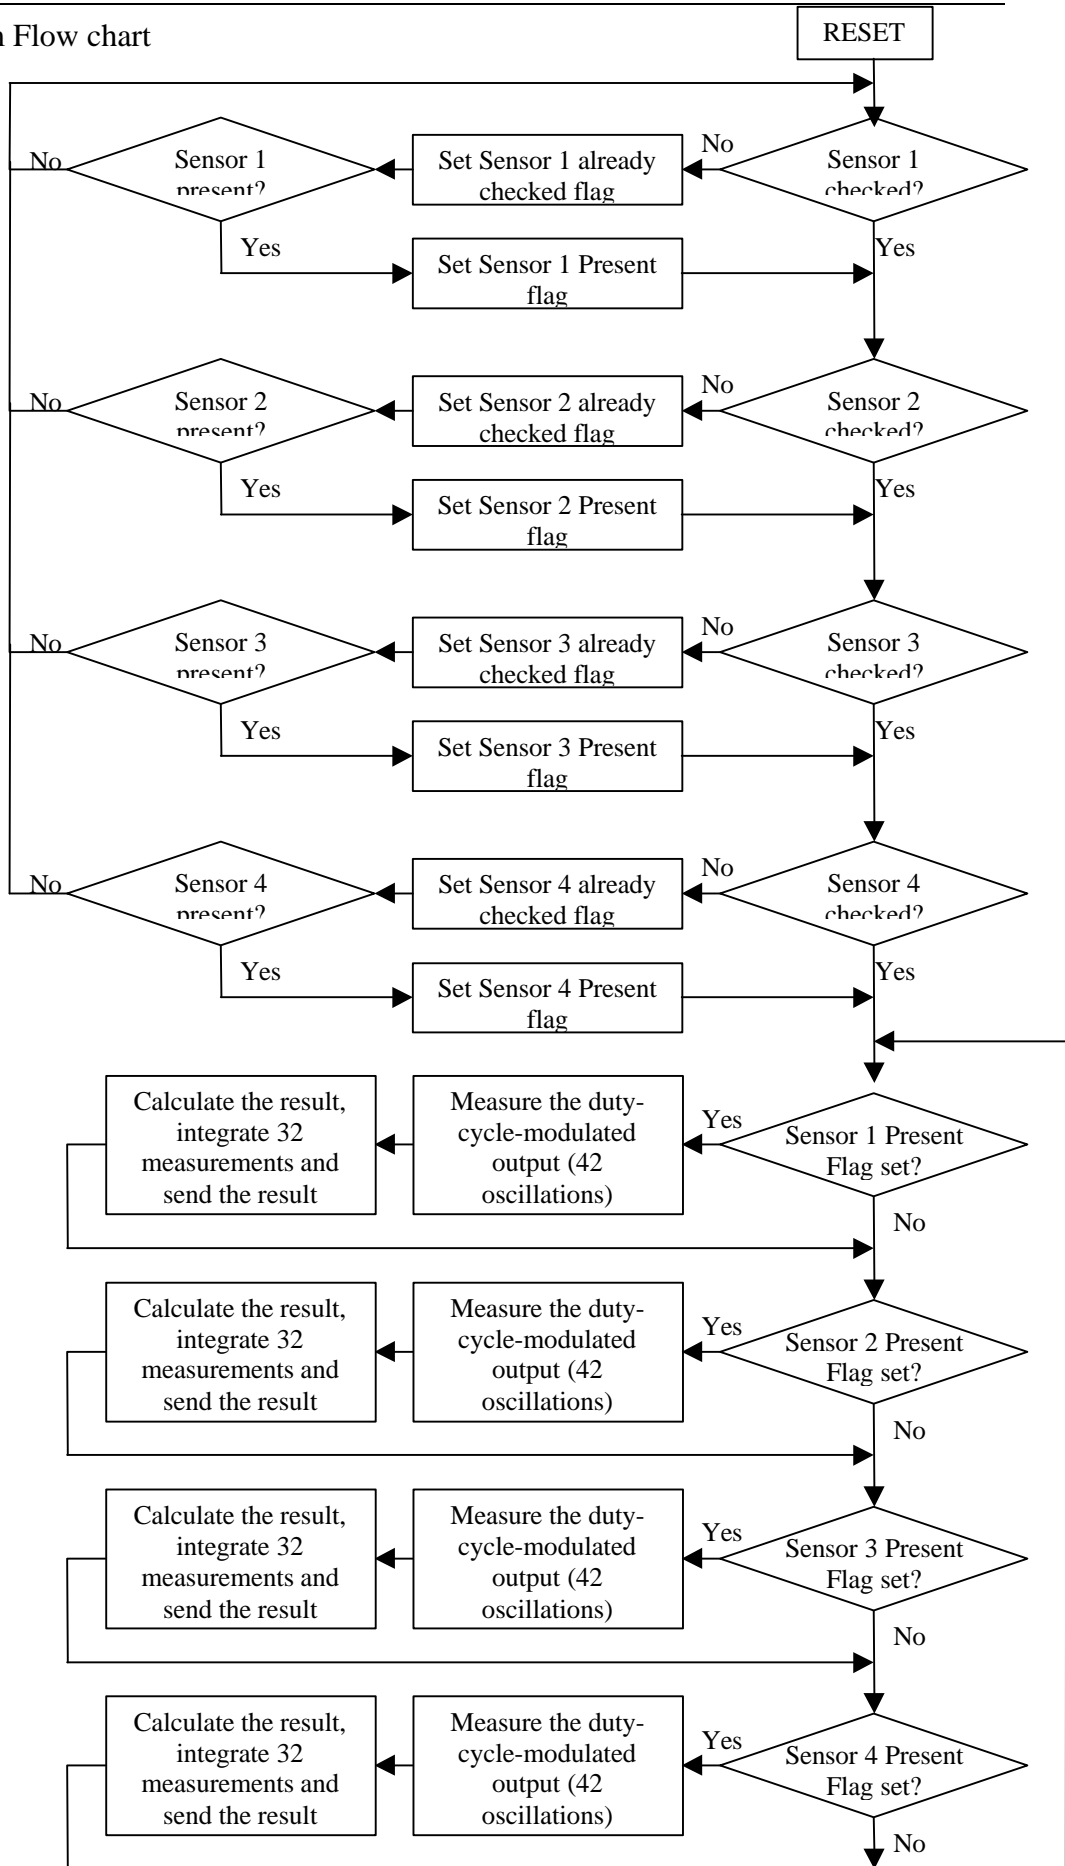 Flow chart
RESET
No
Sensor 1
present?
Set Sensor 1 already
checked flag
No
Sensor 1
checked?
Yes
Set Sensor 1 Present
flag
Yes
No
Sensor 2
present?
Set Sensor 2 already
checked flag
No
Sensor 2
checked?
Yes
Set Sensor 2 Present
flag
Yes
No
Sensor 3
present?
Set Sensor 3 already
checked flag
No
Sensor 3
checked?
Yes
Set Sensor 3 Present
flag
Yes
No
Sensor 4
present?
Set Sensor 4 already
checked flag
No
Sensor 4
checked?
Yes
Set Sensor 4 Present
flag
Yes
Calculate the result,
integrate 32
measurements and
send the result
Measure the duty-
cycle-modulated
output (42
oscillations)
Yes
Sensor 1 Present
Flag set?
No
Calculate the result,
integrate 32
measurements and
send the result
Measure the duty-
cycle-modulated
output (42
oscillations)
Yes
Sensor 2 Present
Flag set?
No
Calculate the result,
integrate 32
measurements and
send the result
Measure the duty-
cycle-modulated
output (42
oscillations)
Yes
Sensor 3 Present
Flag set?
No
Calculate the result,
integrate 32
measurements and
send the result
Measure the duty-
cycle-modulated
output (42
oscillations)
Yes
Sensor 4 Present
Flag set?
No